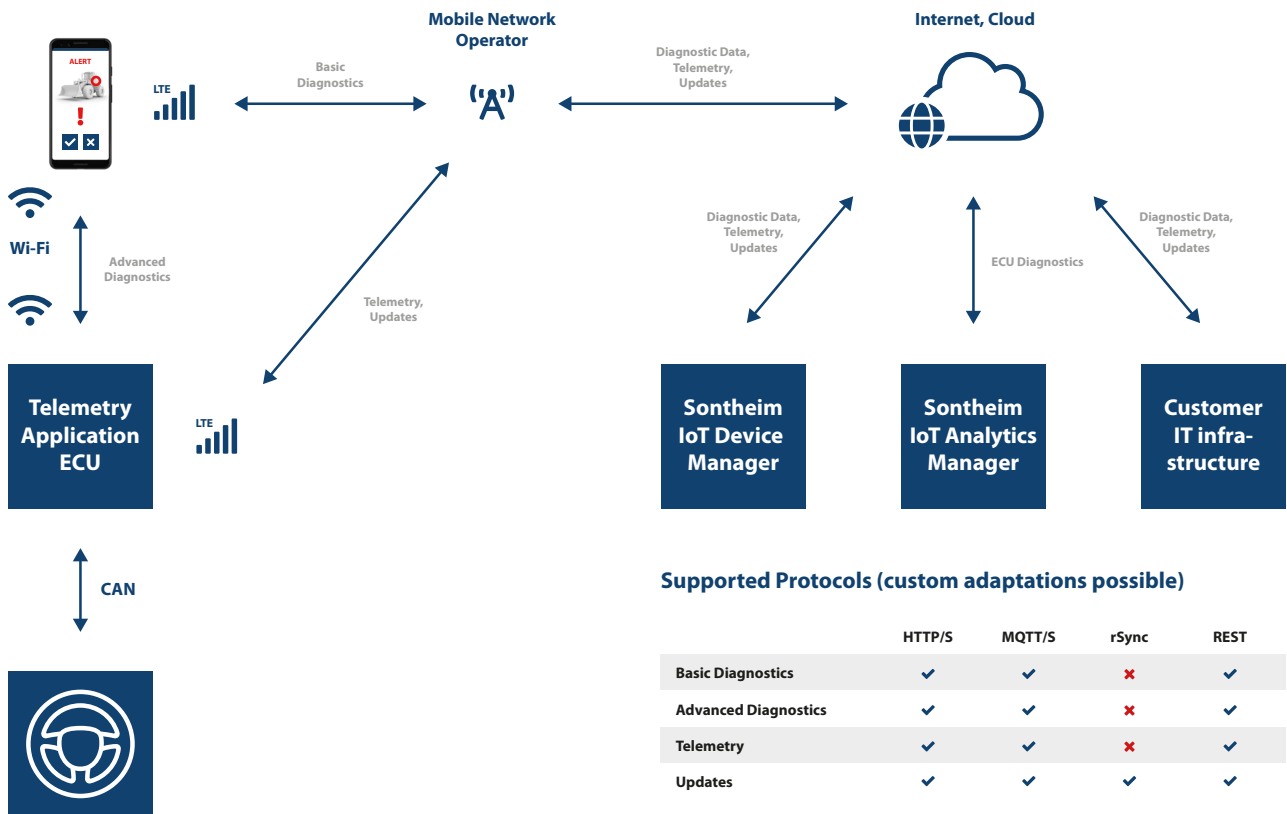 Mobile Network
Operator
Internet, Cloud
ALERT
!
LTE
Basic
Diagnostics
Diagnostic Data,
Telemetry,
Updates
Wi-Fi
Advanced
Diagnostics
Telemetry,
Updates
Diagnostic Data,
Telemetry,
Updates
ECU Diagnostics
Diagnostic Data,
Telemetry,
Updates
Telemetry
Application
ECU
LTE
Sontheim
IoT Device
Manager
Sontheim
IoT Analytics
Manager
Customer
IT infra-
structure
CAN
Supported Protocols (custom adaptations possible)
HTTP/S MQTT/S rSync REST
Basic Diagnostics ✔ ✔ ✖ ✔
Advanced Diagnostics ✔ ✔ ✖ ✔
Telemetry ✔ ✔ ✖ ✔
Updates ✔ ✔ ✔ ✔